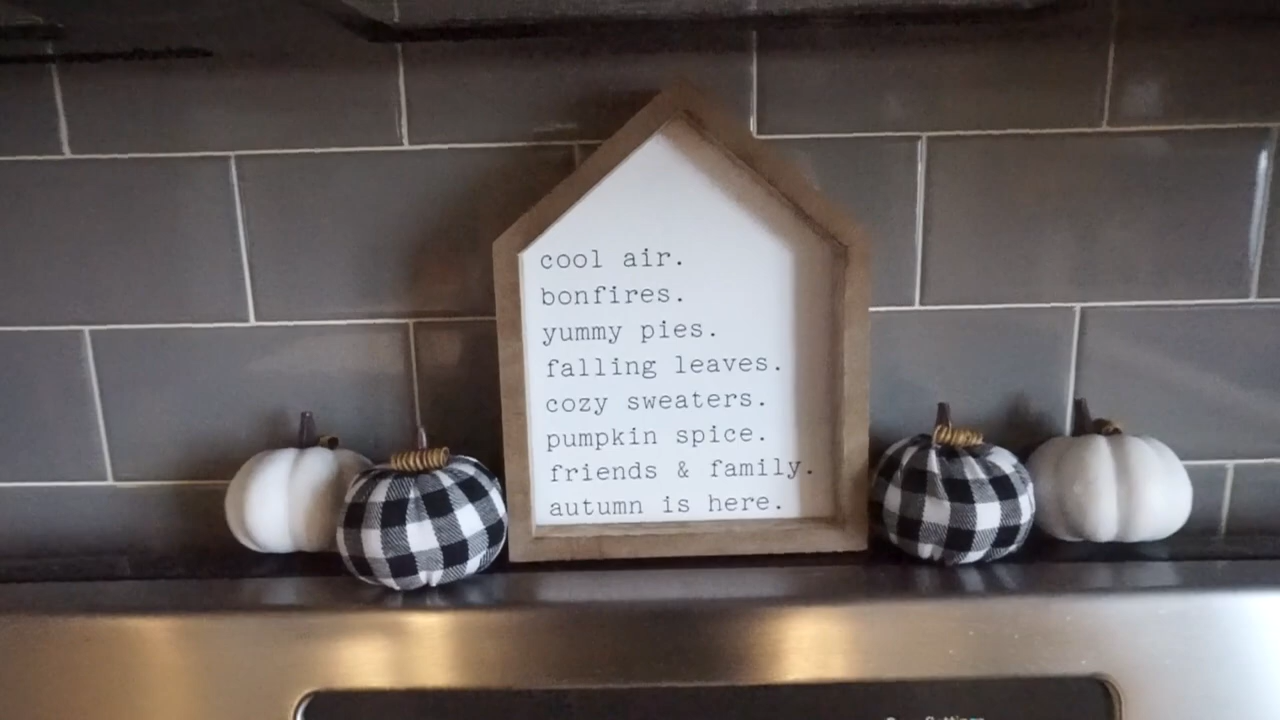 cool air.
bonfires.
yummy pies.
falling leaves.
cozy sweaters.
pumpkin spice.
friends & family.
autumn is here.